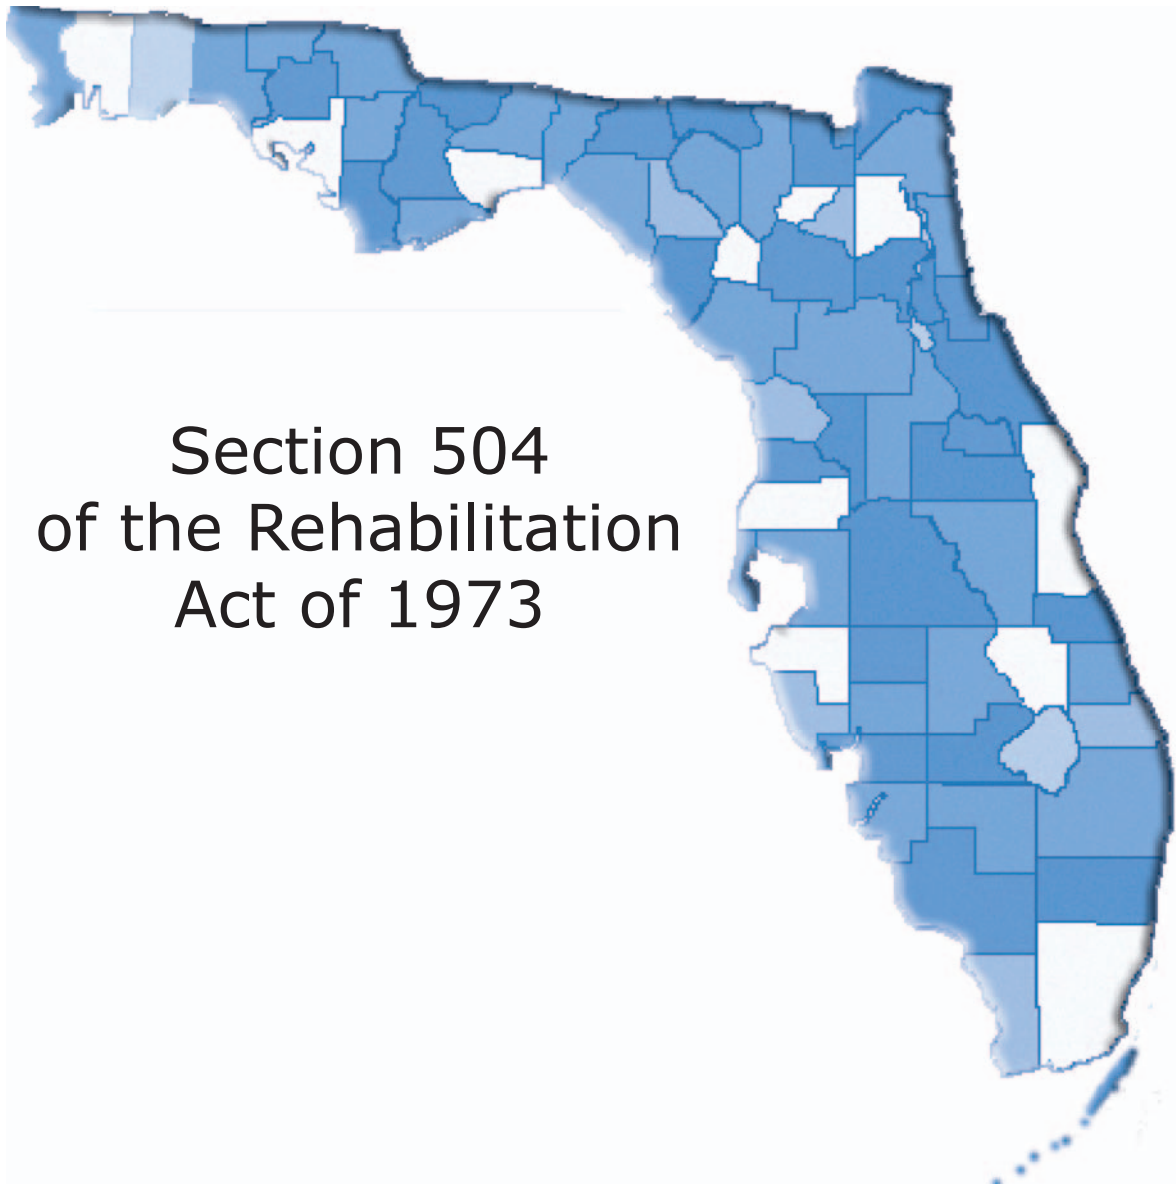 Section 504
of the Rehabilitation
Act of 1973